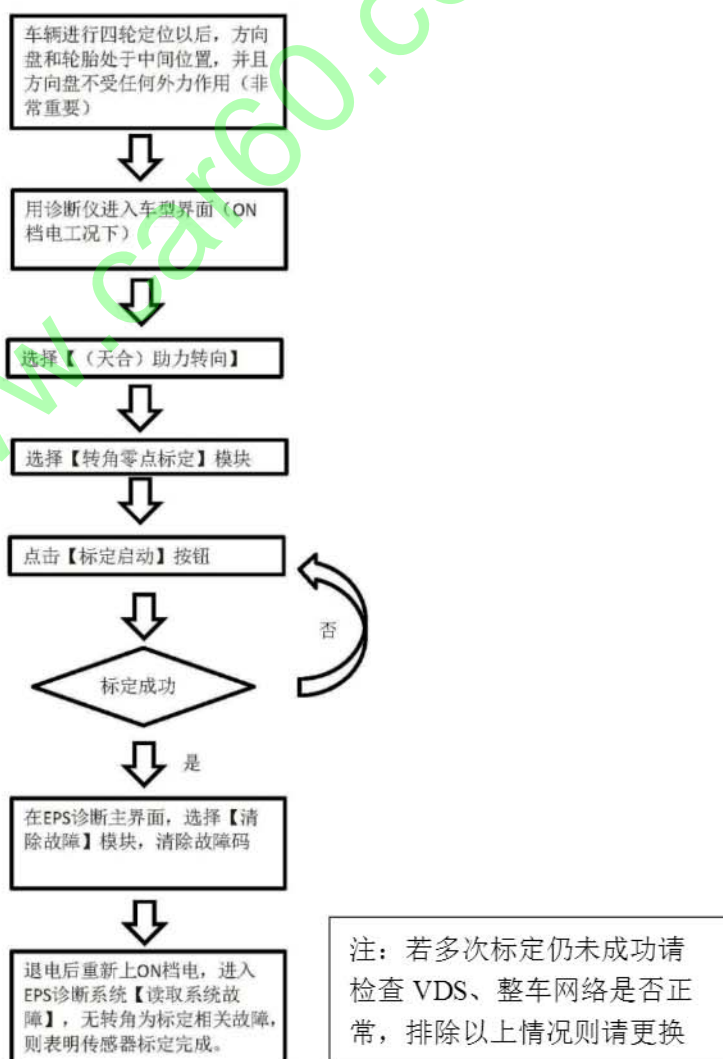 车辆进行四轮定位以后，方向
盘和轮胎处于中间位置，并且
方向盘不受任何外力作用（非
常重要）
用诊断仪进入车型界面（ON
档电工况下）
选择【（天合）助力转向】
选择【转角零点标定】模块
点击【标定启动】按钮
否
标定成功
是
在EPS诊断主界面，选择【清
除故障】模块，清除故障码
退电后重新上ON档电，进入
EPS诊断系统【读取系统故
障】，无转角为标定相关故障，
则表明传感器标定完成。
注：若多次标定仍未成功请
检查 VDS、整车网络是否正
常，排除以上情况则请更换
w.car60.co